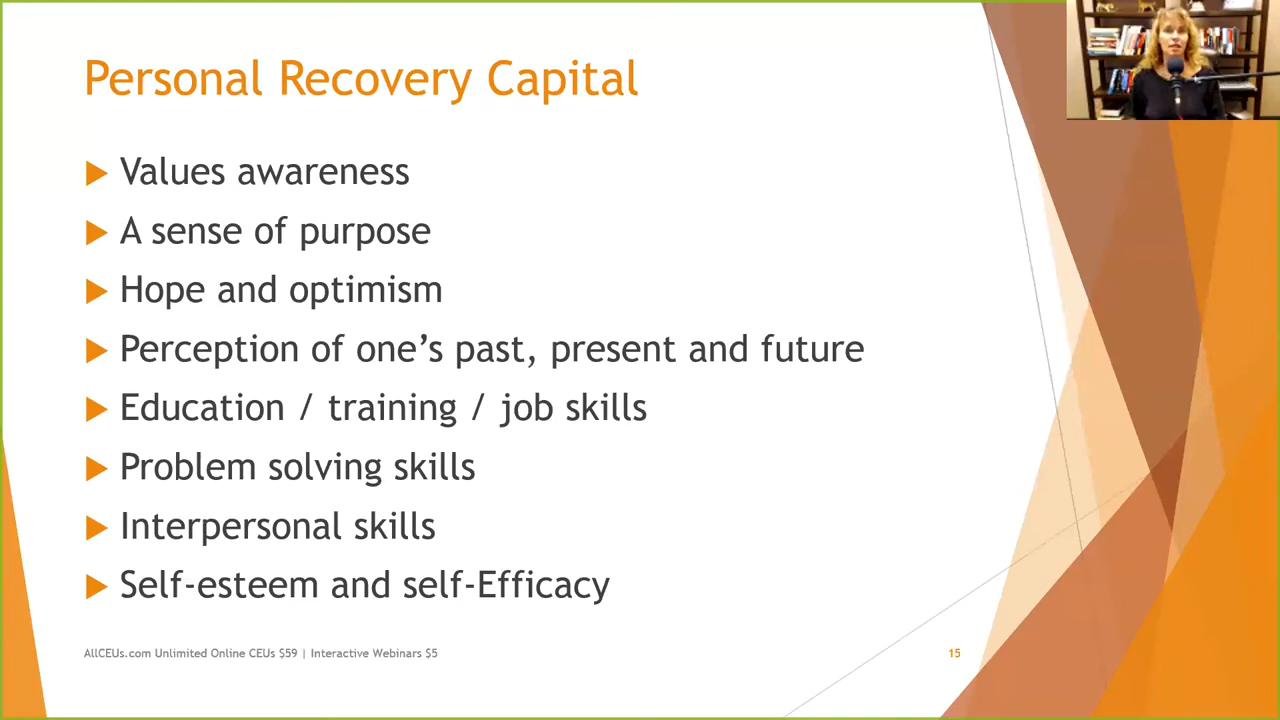 Personal Recovery Capital
Values awareness
A sense of purpose
Hope and optimism
Perception of one’s past, present and future
Education / training / job skills
Problem solving skills
Interpersonal skills
Self-esteem and self-Efficacy
AllCEUs.com Unlimited Online CEUs $59 | Interactive Webinars $5
15